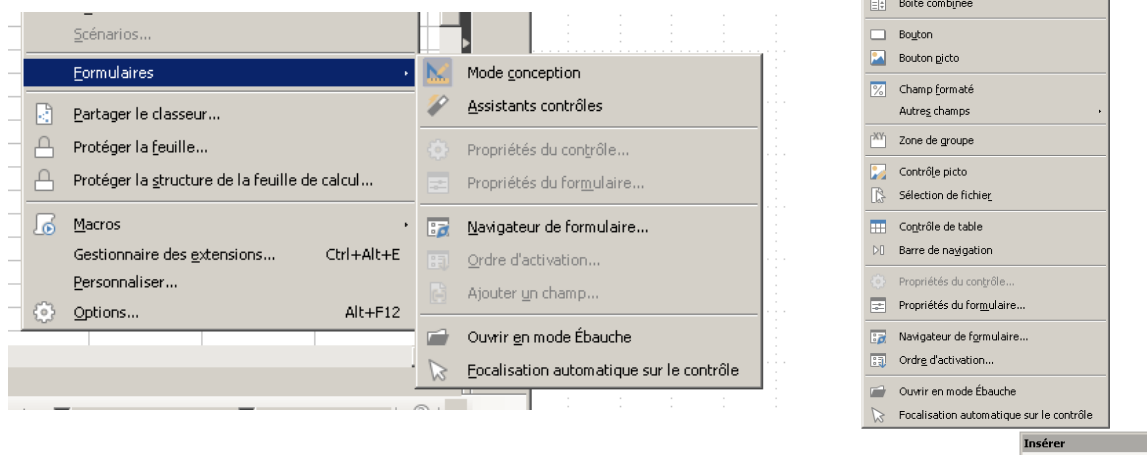 Scénarios...
Formulaires
Partager le classeur...
Protéger la feuille...
Protéger la structure de la feuille de calcul...
Macros
Gestionnaire des extensions... Ctrl+Alt+E
Personnaliser...
Options... Alt+F12
Mode conception
Assistants contrôles
Propriétés du contrôle...
Propriétés du formulaire...
Navigateur de formulaire...
Ordre d'activation...
Ajouter un champ...
Ouvrir en mode Ébauche
Focalisation automatique sur le contrôle
Boîte combinée
Bouton
Bouton picto
Champ formaté
Autres champs
Zone de groupe
Contrôle picto
Sélection de fichier
Contrôle de table
Barre de navigation
Propriétés du contrôle...
Propriétés du formulaire...
Navigateur de formulaire...
Ordre d'activation...
Ouvrir en mode Ébauche
Focalisation automatique sur le contrôle
Insérer